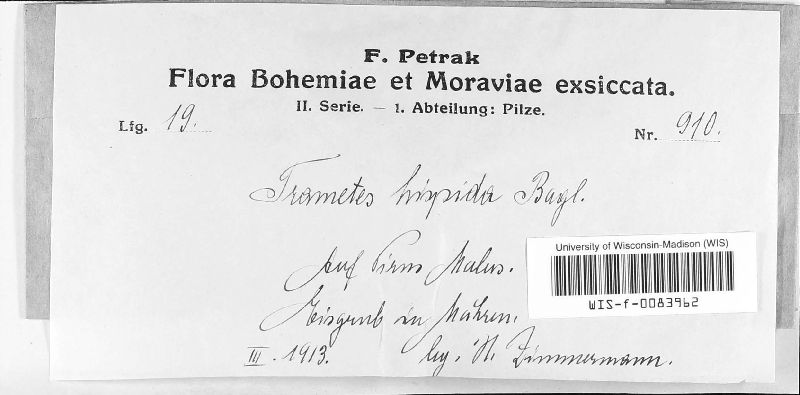 F. Petrak
Flora Bohemiae et Moraviae exsiccata.
II. Serie. — 1. Abteilung: Pilze.
Lfg. 19.
Nr. 910.
Trametes hispida Bagl.
Auf Pirus Malus.
Eisgrub in Mähren.
III. 1913. leg. H. Zimmermann.
University of Wisconsin-Madison (WIS)
WIS-f-0083962